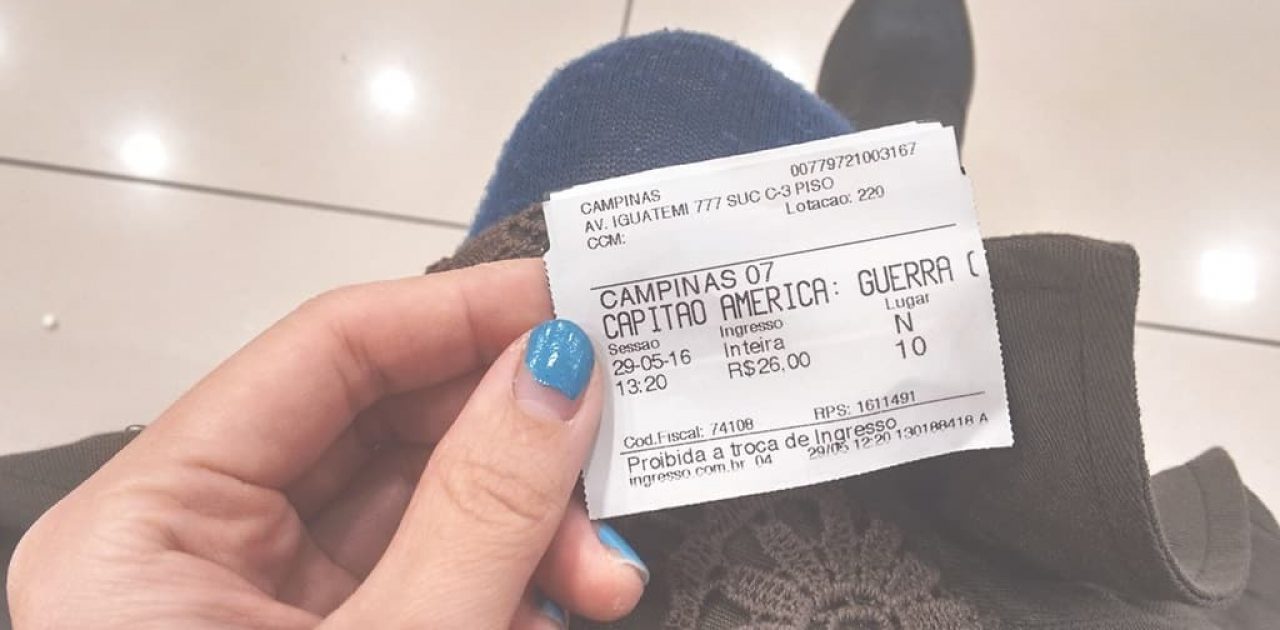 00779721003167
CAMPINAS
AV. IGUATEMI 777 SUC C-3 PISO
CCM: Lotacao: 220
CAMPINAS 07
CAPITAO AMERICA: GUERRA (
Sessao Ingresso Lugar
29-05-16 Inteira N
13:20 R$26,00 10
Cod.Fiscal: 74108 RPS: 1611491
Proibida a troca de Ingresso
ingresso.com.br 04 29/05 12:20 130188418 A